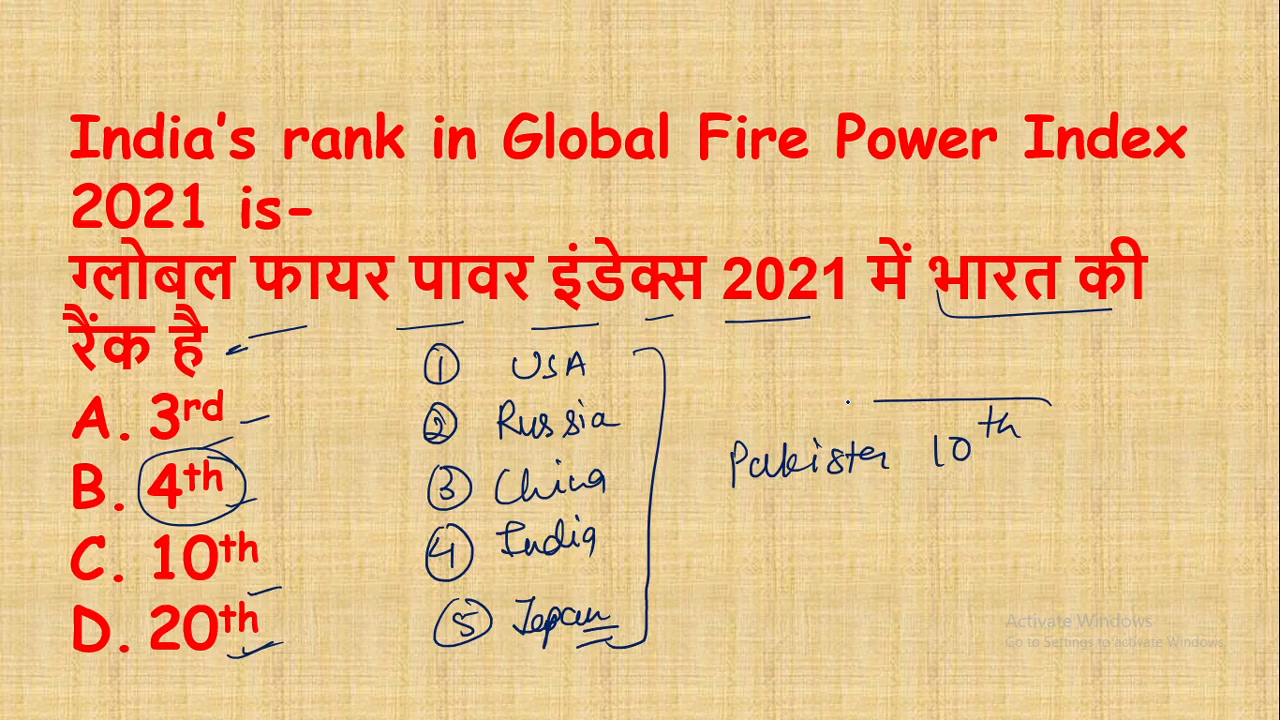 India's rank in Global Fire Power Index
2021 is-
ग्लोबल फायर पावर इंडेक्स 2021 में भारत की
रैंक है
A. 3rd
B. 4th
C. 10th
D. 20th
1 USA
2 Russia
3 China
4 India
5 Japan
Pakistan 10th
Activate Windows
Go to Settings to activate Windows.